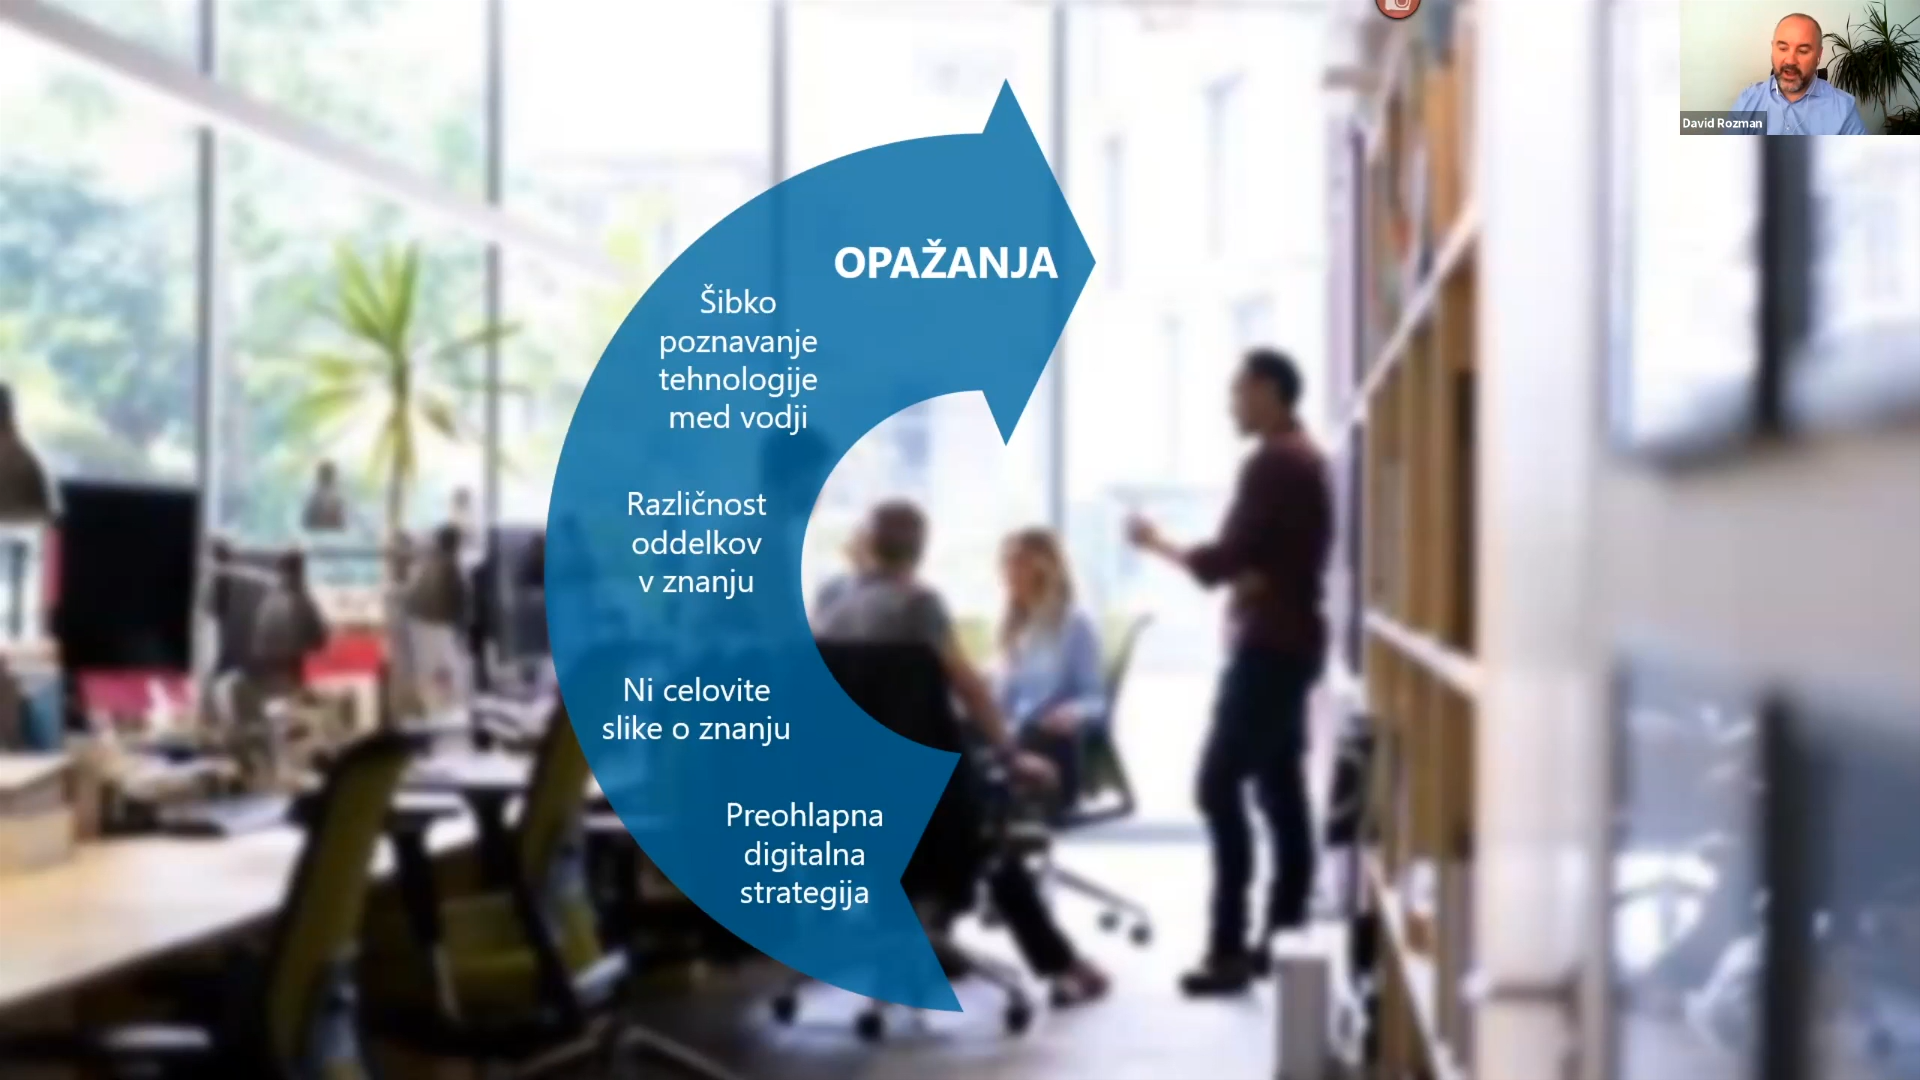 David Rozman
OPAŽANJA
Šibko
poznavanje
tehnologije
med vodji
Različnost
oddelkov
v znanju
Ni celovite
slike o znanju
Preohlapna
digitalna
strategija